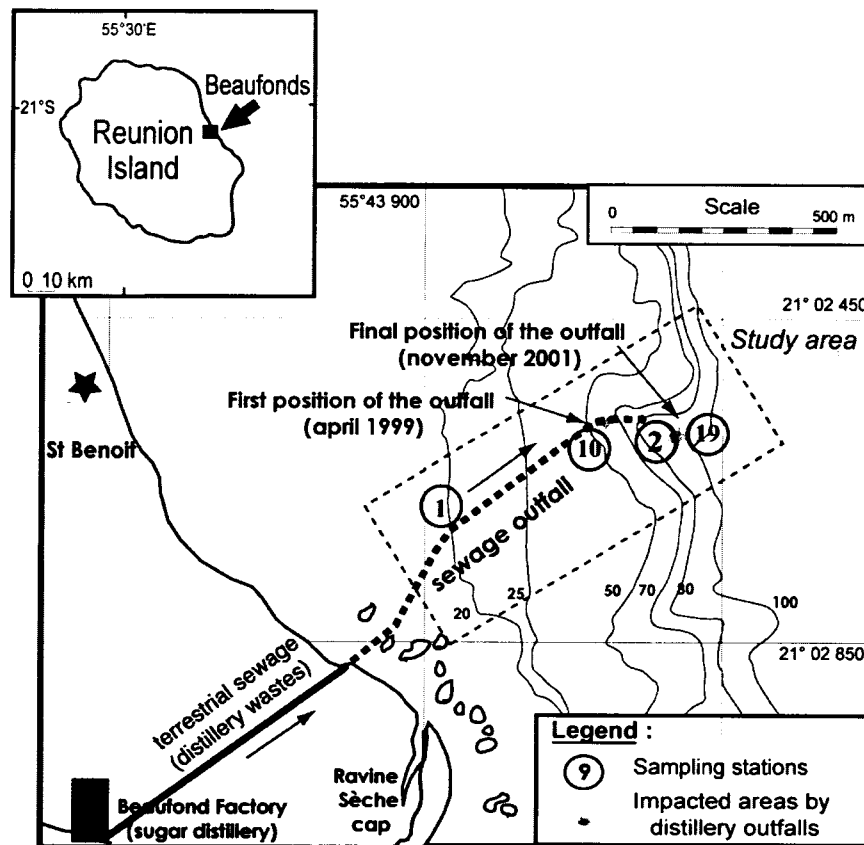 55°30'E
Beaufonds
21°S
Reunion
Island
0 10 km
55°43 900
Scale
0
500 m
21° 02 450
Final position of the outfall
(november 2001)
Study area
First position of the outfall
(april 1999)
St Benoif
10
2
19
1
sewage outfall
20
25
50
70
80
100
21° 02 850
terrestrial sewage
(distillery wastes)
Beaufond Factory
(sugar distillery)
Ravine
Sèche
cap
Legend :
9
Sampling stations
Impacted areas by
distillery outfalls